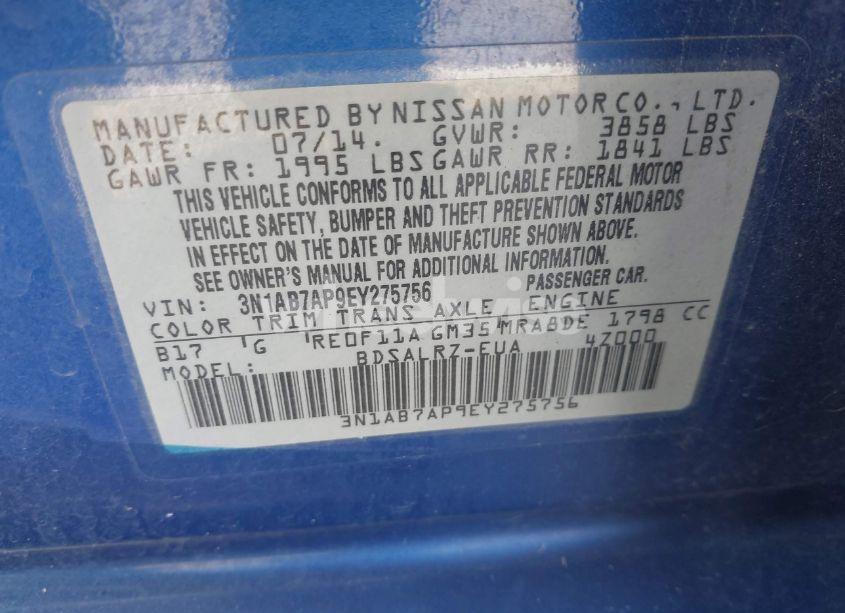 MANUFACTURED BY NISSAN MOTOR CO., LTD.
DATE: 07/14. GVWR: 3858 LBS
GAWR FR: 1995 LBS GAWR RR: 1841 LBS
THIS VEHICLE CONFORMS TO ALL APPLICABLE FEDERAL MOTOR
VEHICLE SAFETY, BUMPER AND THEFT PREVENTION STANDARDS
IN EFFECT ON THE DATE OF MANUFACTURE SHOWN ABOVE.
SEE OWNER'S MANUAL FOR ADDITIONAL INFORMATION.
VIN: 3N1AB7AP9EY275756 PASSENGER CAR.
COLOR TRIM TRANS AXLE ENGINE
B17 'G 'RE0F11A GM35 'MRA8DE 1798 CC
MODEL: BDSALRZ-EUA 4Z000
3N1AB7AP9EY275756